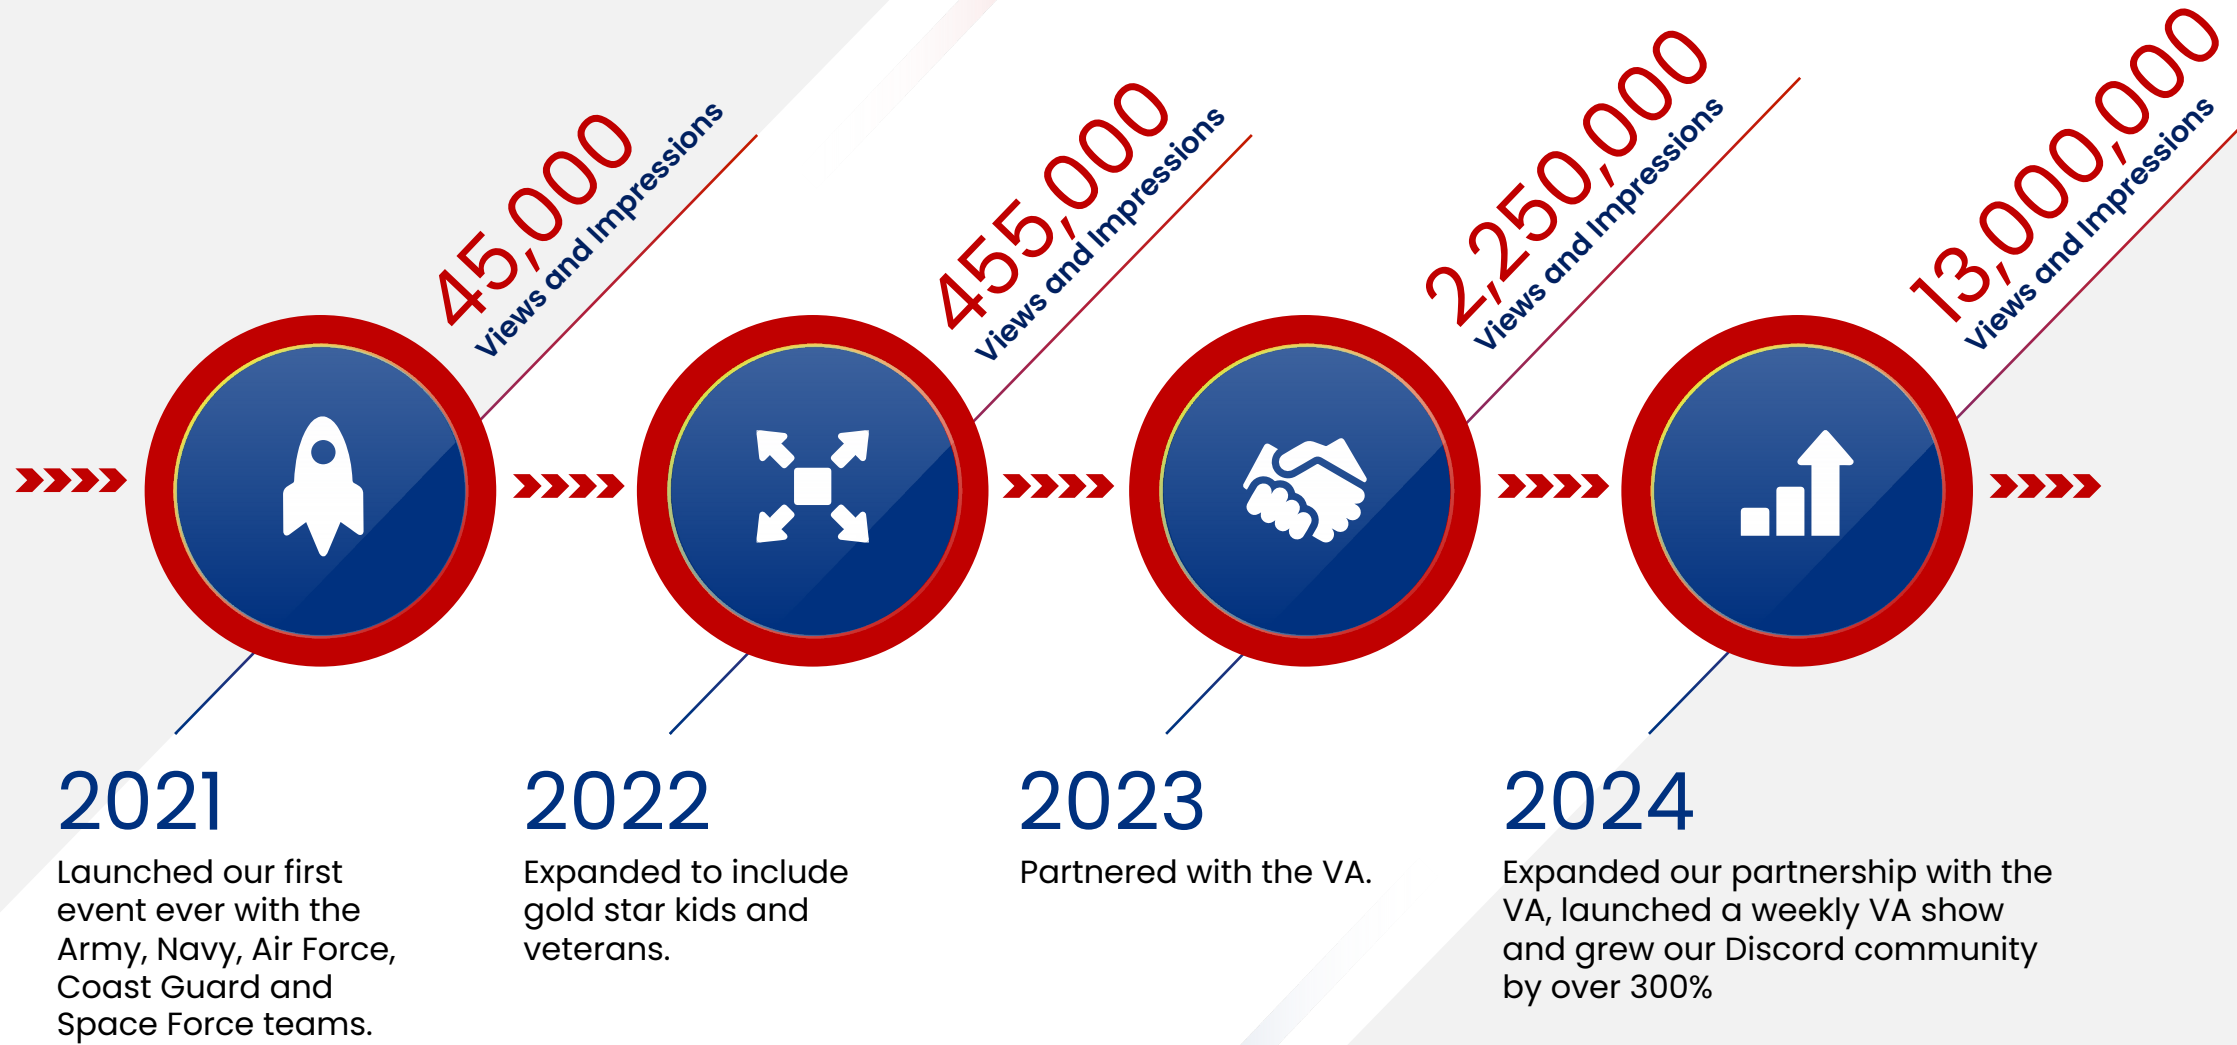 45,000
Views and Impressions
455,000
Views and Impressions
2,250,000
Views and Impressions
13,000,000
Views and Impressions
2021
Launched our first
event ever with the
Army, Navy, Air Force,
Coast Guard and
Space Force teams.
2022
Expanded to include
gold star kids and
veterans.
2023
Partnered with the VA.
2024
Expanded our partnership with the
VA, launched a weekly VA show
and grew our Discord community
by over 300%